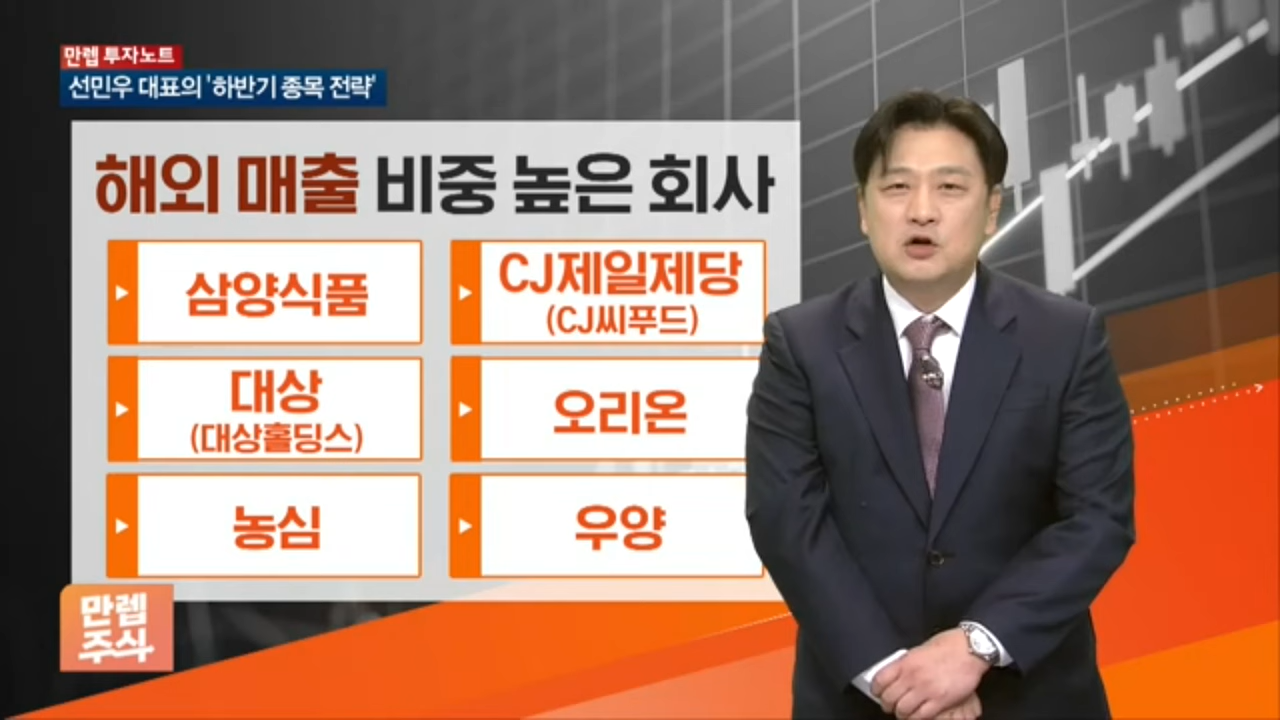 만렙 투자노트
선민우 대표의 '하반기 종목 전략'
해외 매출 비중 높은 회사
삼양식품
CJ제일제당
(CJ씨푸드)
대상
(대상홀딩스)
오리온
농심
우양
만렙
주식